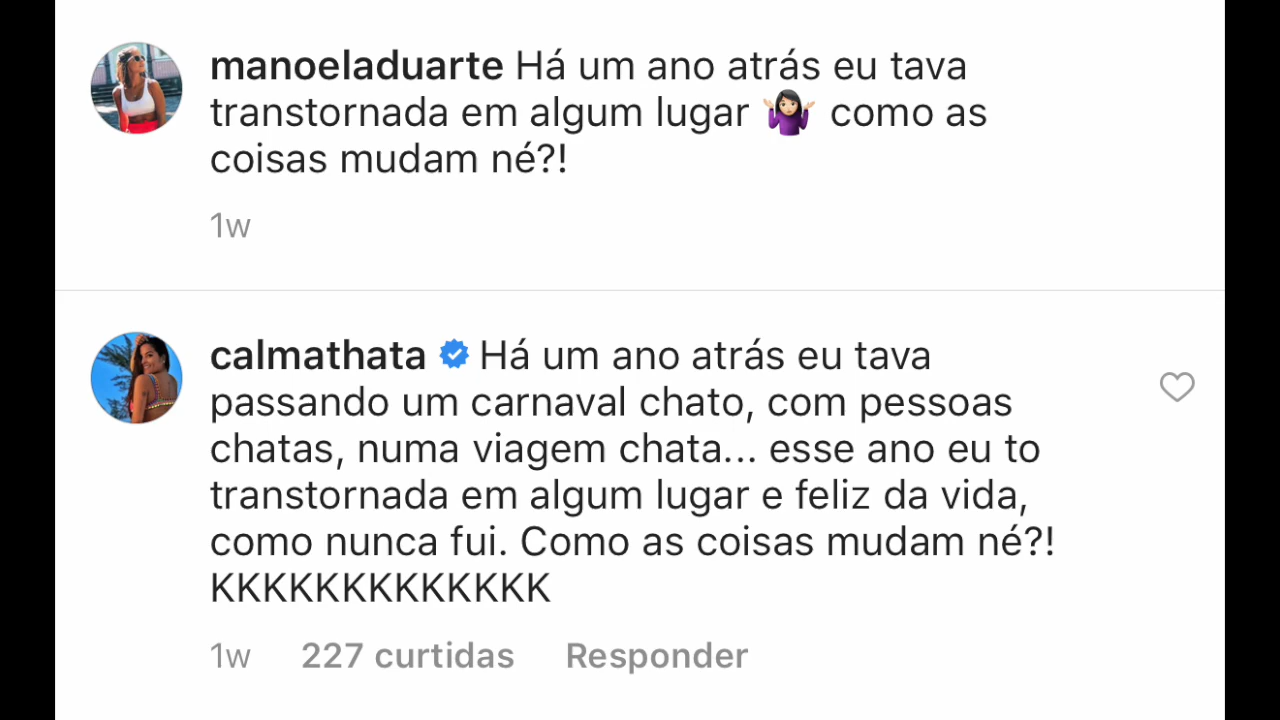 manoeladuarte Há um ano atrás eu tava
transtornada em algum lugar 🤷🏻‍♀️ como as
coisas mudam né?!
1w
calmathata Há um ano atrás eu tava
passando um carnaval chato, com pessoas
chatas, numa viagem chata... esse ano eu to
transtornada em algum lugar e feliz da vida,
como nunca fui. Como as coisas mudam né?!
KKKKKKKKKKKKK
1w 227 curtidas Responder